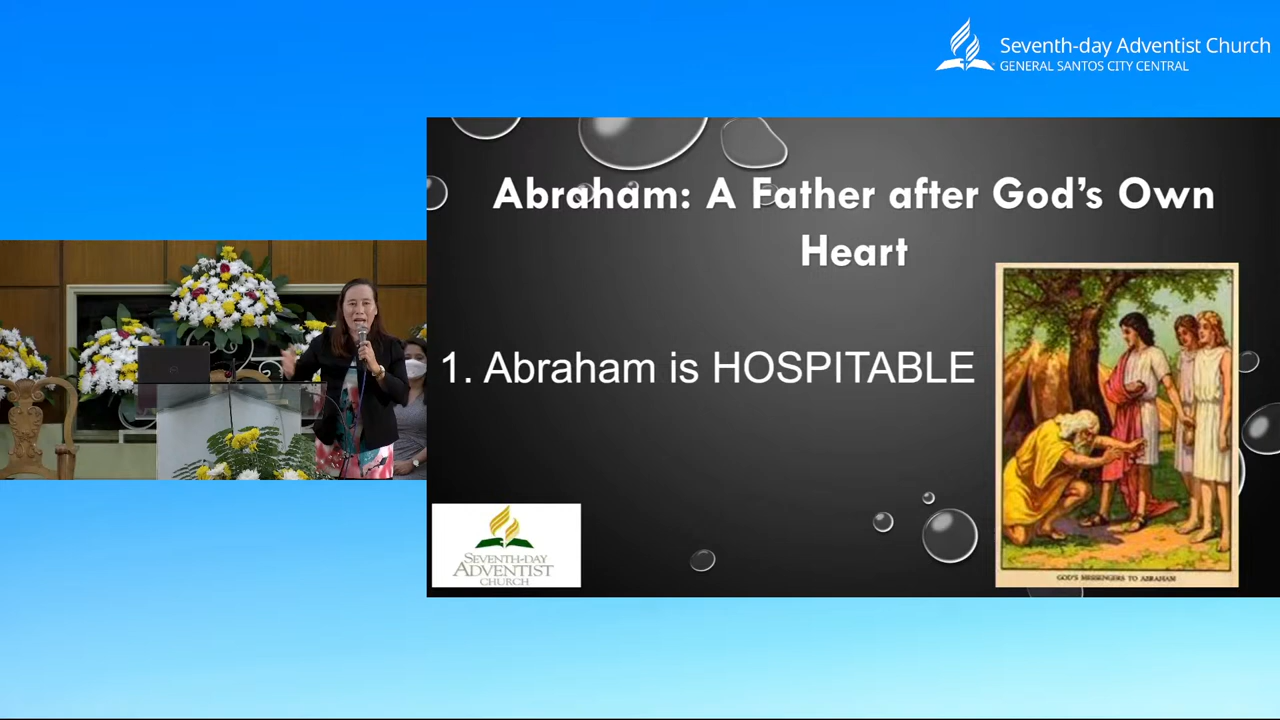 Seventh-day Adventist Church
GENERAL SANTOS CITY CENTRAL
Abraham: A Father after God's Own
Heart
1. Abraham is HOSPITABLE
SEVENTH-DAY
ADVENTIST
CHURCH
GOD'S MESSENGERS TO ABRAHAM